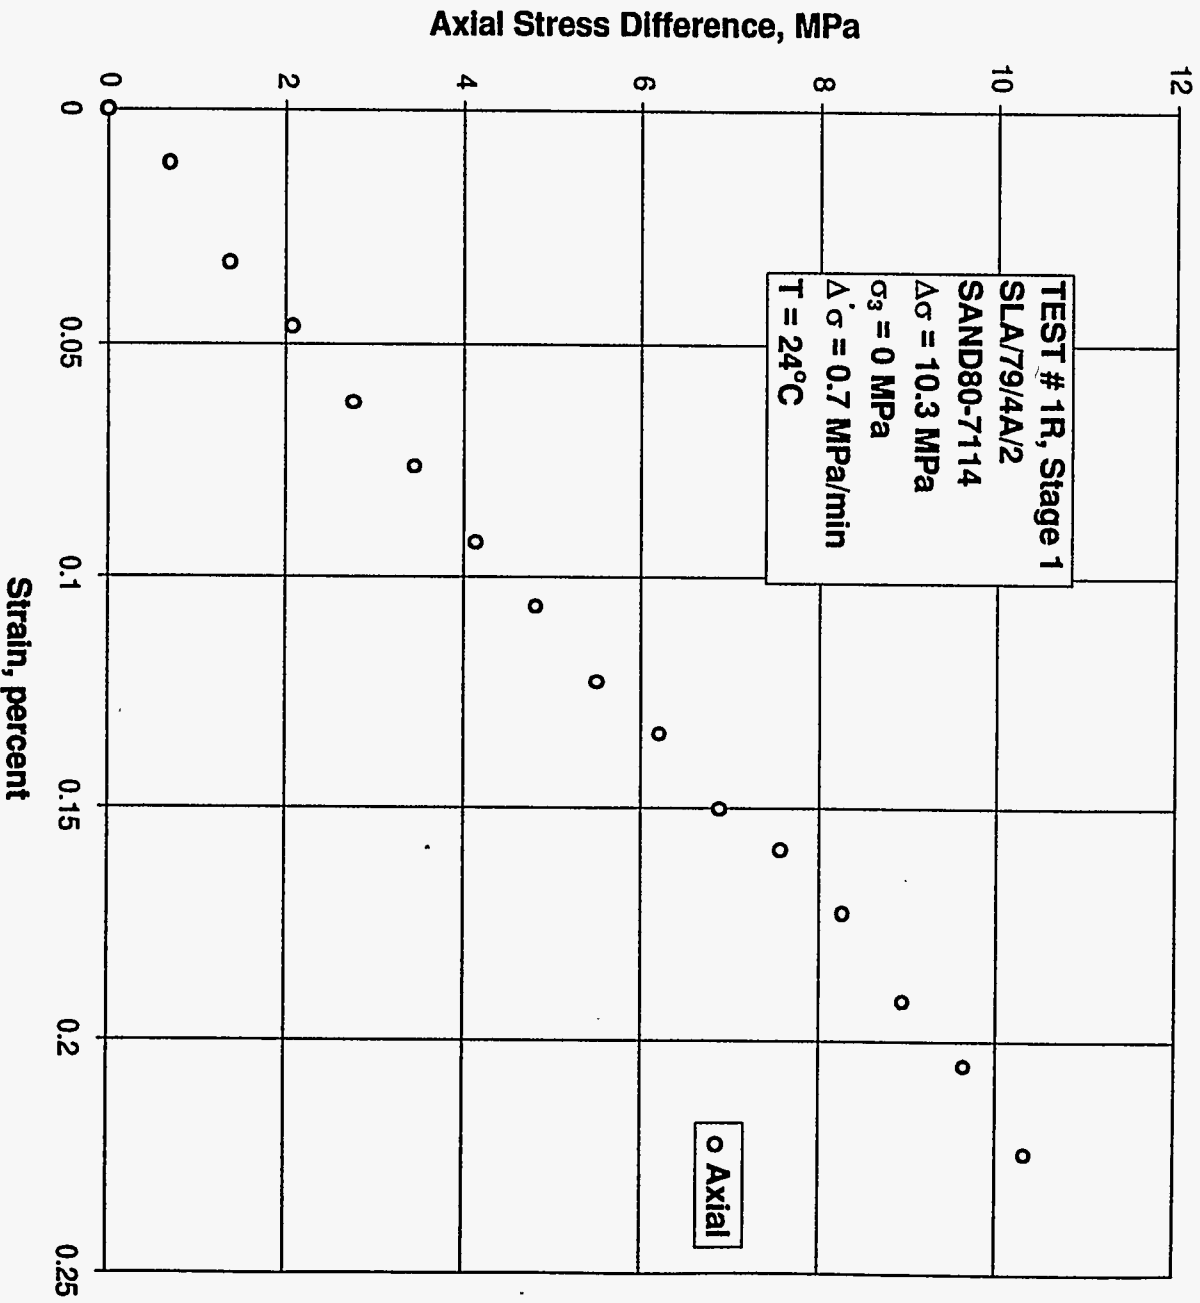 Axial Stress Difference, MPa
12
10
8
6
4
2
0
TEST # 1R, Stage 1
SLA/79/4A/2
SAND80-7114
Δσ = 10.3 MPa
σ3 = 0 MPa
Δ˙σ = 0.7 MPa/min
T = 24°C
Axial
0
0.05
0.1
0.15
0.2
0.25
Strain, percent